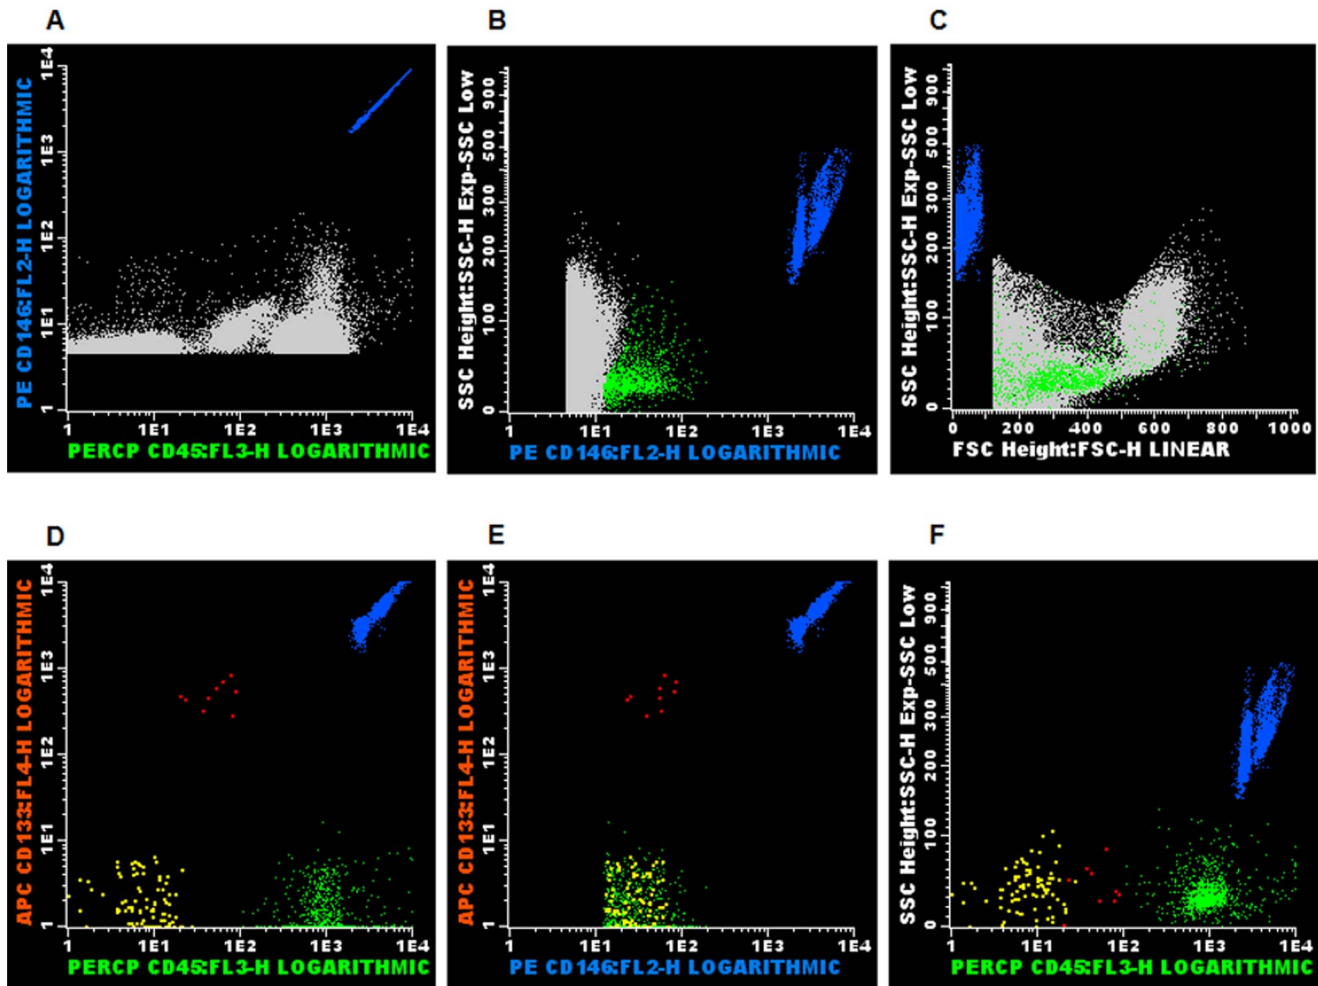 A
B
C
PE CD146:FL2-H LOGARITHMIC
1E4
1E3
1E2
1E1
1
1
1E1
1E2
1E3
1E4
PERCP CD45:FL3-H LOGARITHMIC
SSC Height:SSC-H Exp-SSC Low
900
500
300
200
100
0
1
1E1
1E2
1E3
1E4
PE CD146:FL2-H LOGARITHMIC
SSC Height:SSC-H Exp-SSC Low
900
500
300
200
100
0
0
200
400
600
800
1000
FSC Height:FSC-H LINEAR
D
E
F
APC CD133:FL4-H LOGARITHMIC
1E4
1E3
1E2
1E1
1
1
1E1
1E2
1E3
1E4
PERCP CD45:FL3-H LOGARITHMIC
APC CD133:FL4-H LOGARITHMIC
1E4
1E3
1E2
1E1
1
1
1E1
1E2
1E3
1E4
PE CD146:FL2-H LOGARITHMIC
SSC Height:SSC-H Exp-SSC Low
900
500
300
200
100
0
1
1E1
1E2
1E3
1E4
PERCP CD45:FL3-H LOGARITHMIC